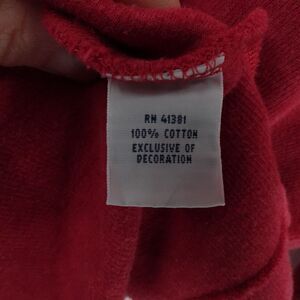 RN 41381
100% COTTON
EXCLUSIVE OF
DECORATION